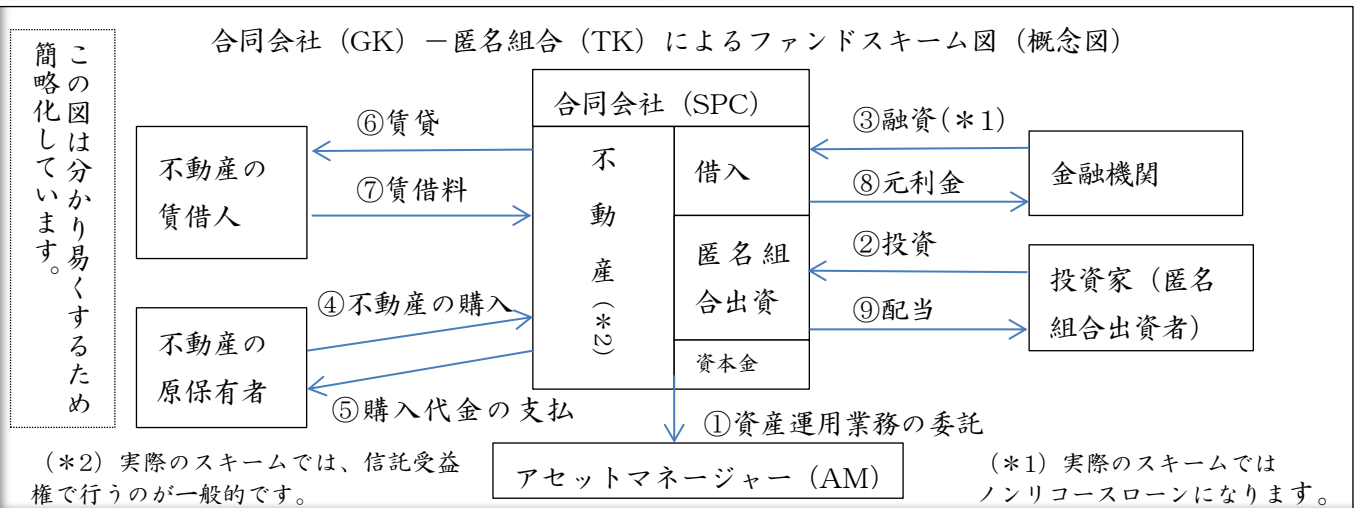 合同会社（GK）－匿名組合（TK）によるファンドスキーム図（概念図）
この図は分かり易くするため
簡略化しています。
合同会社（SPC）
不動産（＊2）
借入
匿名組
合出資
資本金
⑥賃貸
⑦賃借料
不動産の
賃借人
④不動産の購入
不動産の
原保有者
⑤購入代金の支払
③融資(＊1)
⑧元利金
金融機関
②投資
⑨配当
投資家（匿名
組合出資者）
①資産運用業務の委託
アセットマネージャー（AM）
（＊2）実際のスキームでは、信託受益
権で行うのが一般的です。
（＊1）実際のスキームでは
ノンリコースローンになります。